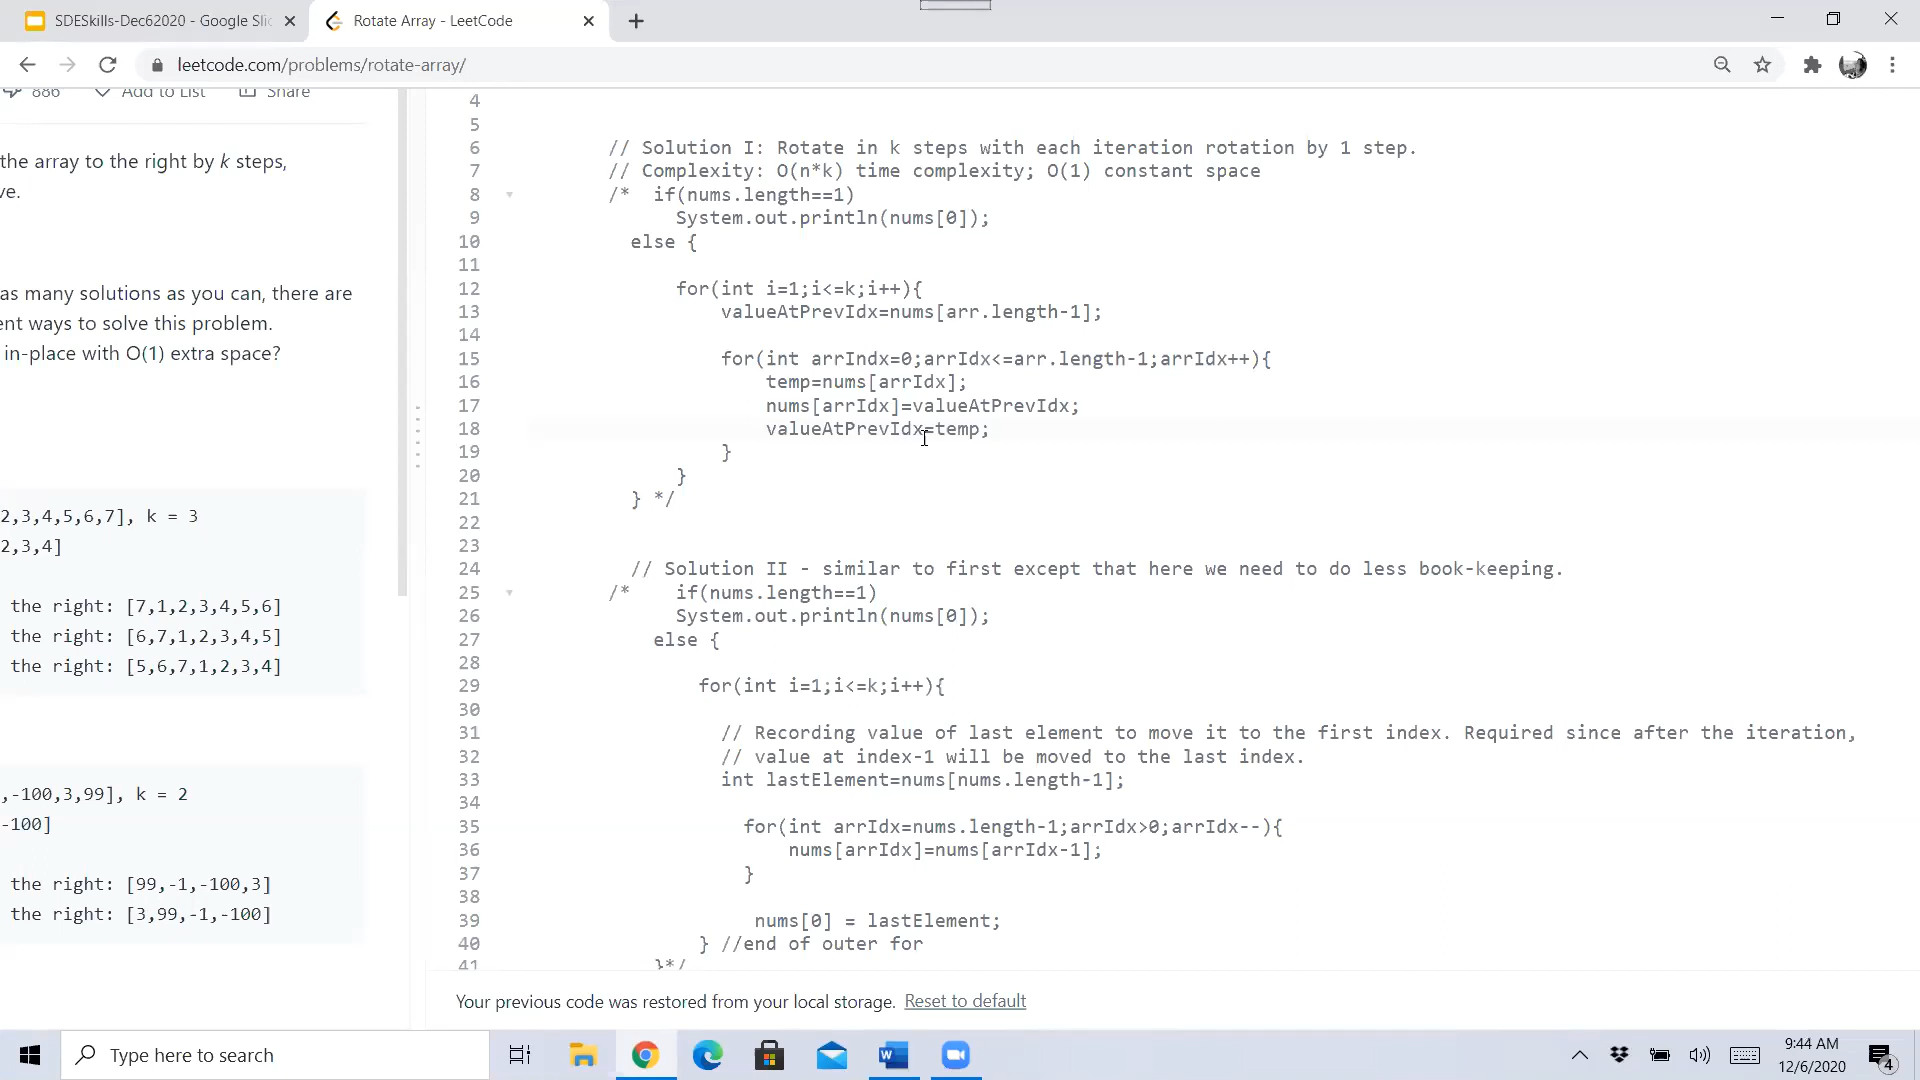 SDESkills-Dec62020 - Google Slic
Rotate Array - LeetCode
leetcode.com/problems/rotate-array/
886 Add to List Share
the array to the right by k steps,
ve.
as many solutions as you can, there are
ent ways to solve this problem.
in-place with O(1) extra space?
2,3,4,5,6,7], k = 3
2,3,4]
the right: [7,1,2,3,4,5,6]
the right: [6,7,1,2,3,4,5]
the right: [5,6,7,1,2,3,4]
,-100,3,99], k = 2
-100]
the right: [99,-1,-100,3]
the right: [3,99,-1,-100]
4
5
6 // Solution I: Rotate in k steps with each iteration rotation by 1 step.
7 // Complexity: O(n*k) time complexity; O(1) constant space
8 /* if(nums.length==1)
9 System.out.println(nums[0]);
10 else {
11
12 for(int i=1;i<=k;i++){
13 valueAtPrevIdx=nums[arr.length-1];
14
15 for(int arrIndx=0;arrIdx<=arr.length-1;arrIdx++){
16 temp=nums[arrIdx];
17 nums[arrIdx]=valueAtPrevIdx;
18 valueAtPrevIdx=temp;
19 }
20 }
21 } */
22
23
24 // Solution II - similar to first except that here we need to do less book-keeping.
25 /* if(nums.length==1)
26 System.out.println(nums[0]);
27 else {
28
29 for(int i=1;i<=k;i++){
30
31 // Recording value of last element to move it to the first index. Required since after the iteration,
32 // value at index-1 will be moved to the last index.
33 int lastElement=nums[nums.length-1];
34
35 for(int arrIdx=nums.length-1;arrIdx>0;arrIdx--){
36 nums[arrIdx]=nums[arrIdx-1];
37 }
38
39 nums[0] = lastElement;
40 } //end of outer for
41 }*/
Your previous code was restored from your local storage. Reset to default
Type here to search
9:44 AM
12/6/2020
4